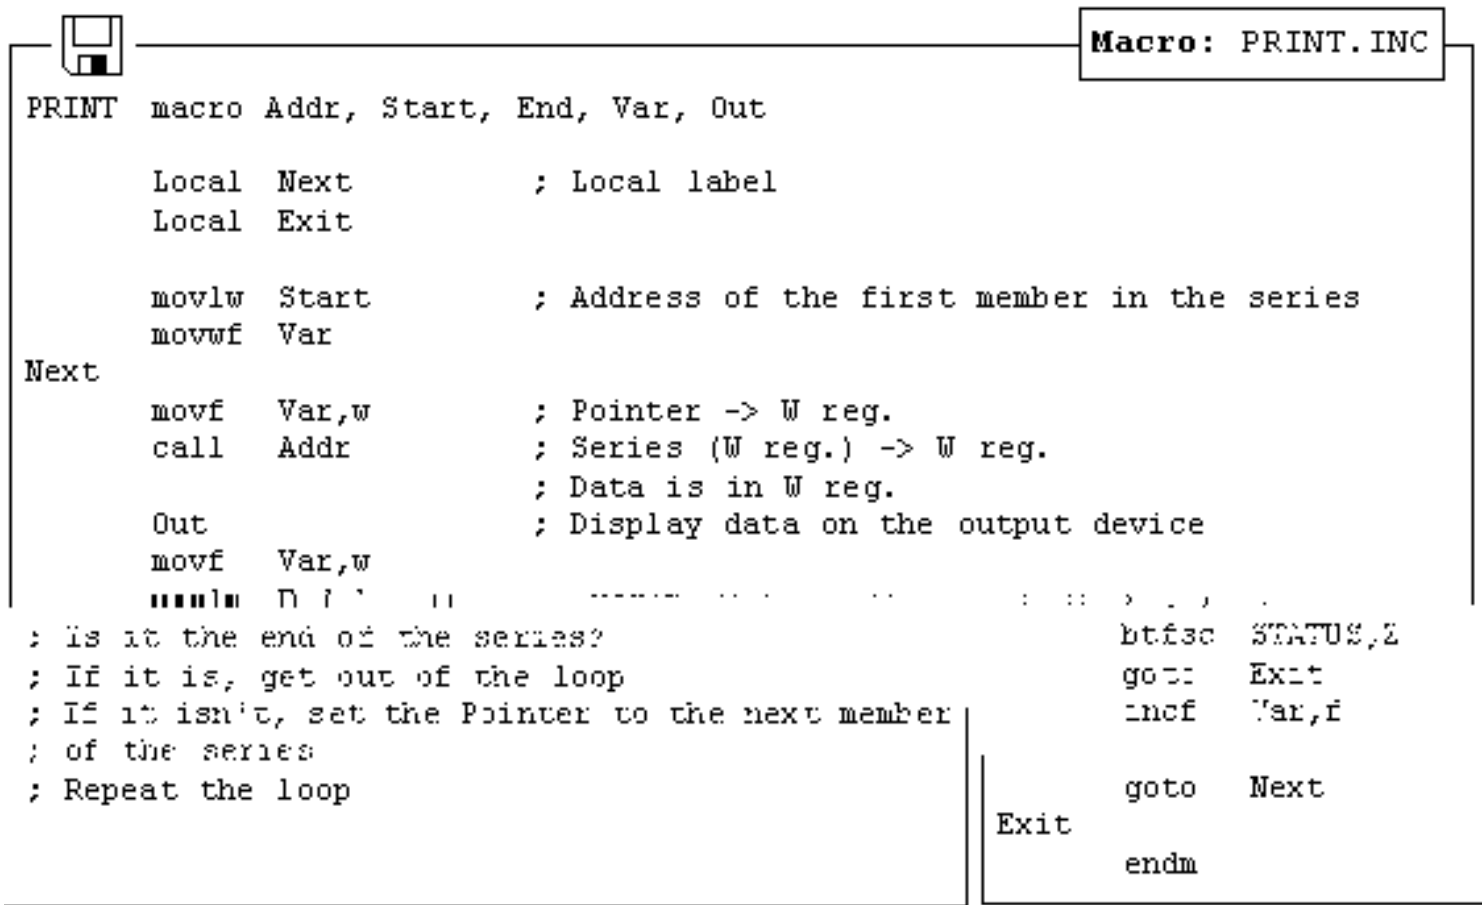 Macro: PRINT.INC
PRINT macro Addr, Start, End, Var, Out
Local Next ; Local label
Local Exit
movlw Start ; Address of the first member in the series
movwf Var
Next
movf Var,w ; Pointer -> W reg.
call Addr ; Series (W reg.) -> W reg.
; Data is in W reg.
Out ; Display data on the output device
movf Var,w
; Is it the end of the series? btfsc STATUS,Z
; If it is, get out of the loop goto Exit
; If it isn't, set the Pointer to the next member incf Var,f
; of the series
; Repeat the loop goto Next
Exit
endm